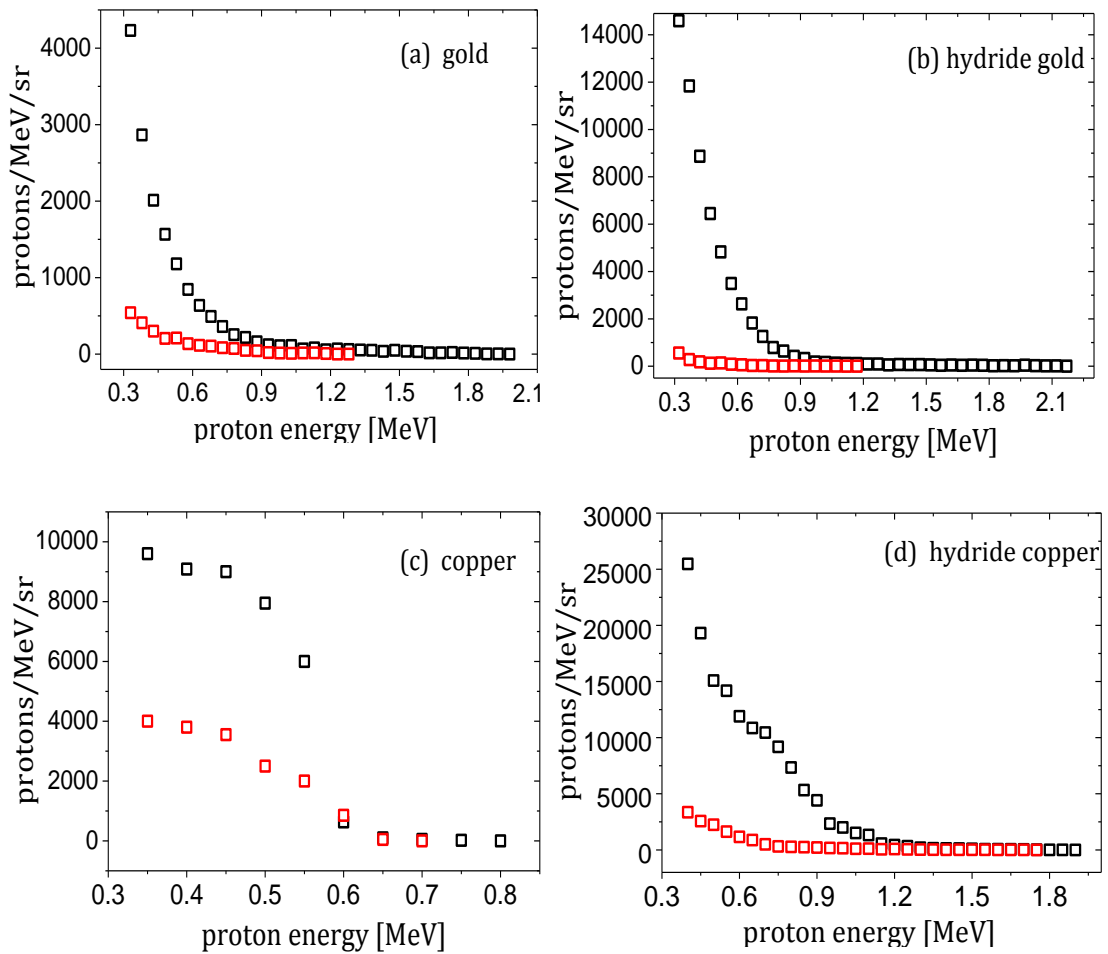 (a) gold
protons/MeV/sr
4000
3000
2000
1000
0
0.3 0.6 0.9 1.2 1.5 1.8 2.1
proton energy [MeV]
(b) hydride gold
protons/MeV/sr
14000
12000
10000
8000
6000
4000
2000
0
0.3 0.6 0.9 1.2 1.5 1.8 2.1
proton energy [MeV]
(c) copper
protons/MeV/sr
10000
8000
6000
4000
2000
0
0.3 0.4 0.5 0.6 0.7 0.8
proton energy [MeV]
(d) hydride copper
protons/MeV/sr
30000
25000
20000
15000
10000
5000
0
0.3 0.6 0.9 1.2 1.5 1.8
proton energy [MeV]